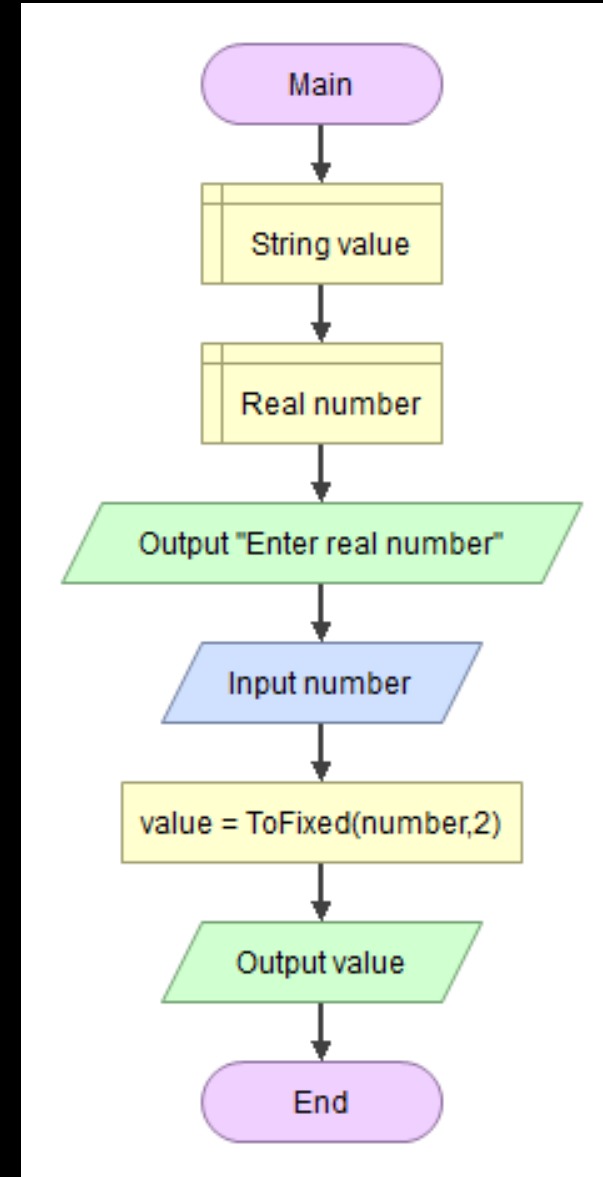 Main
String value
Real number
Output "Enter real number"
Input number
value = ToFixed(number,2)
Output value
End